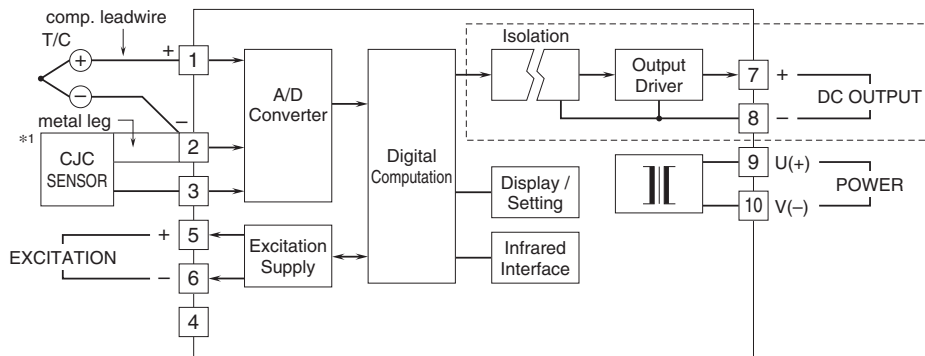 comp. leadwire
T/C
+
−
+
−
metal leg
*1
CJC
SENSOR
1
2
3
5
6
4
EXCITATION
+
−
A/D
Converter
Excitation
Supply
Digital
Computation
Isolation
Output
Driver
Display /
Setting
Infrared
Interface
7
8
9
10
+
−
DC OUTPUT
U(+)
V(−)
POWER